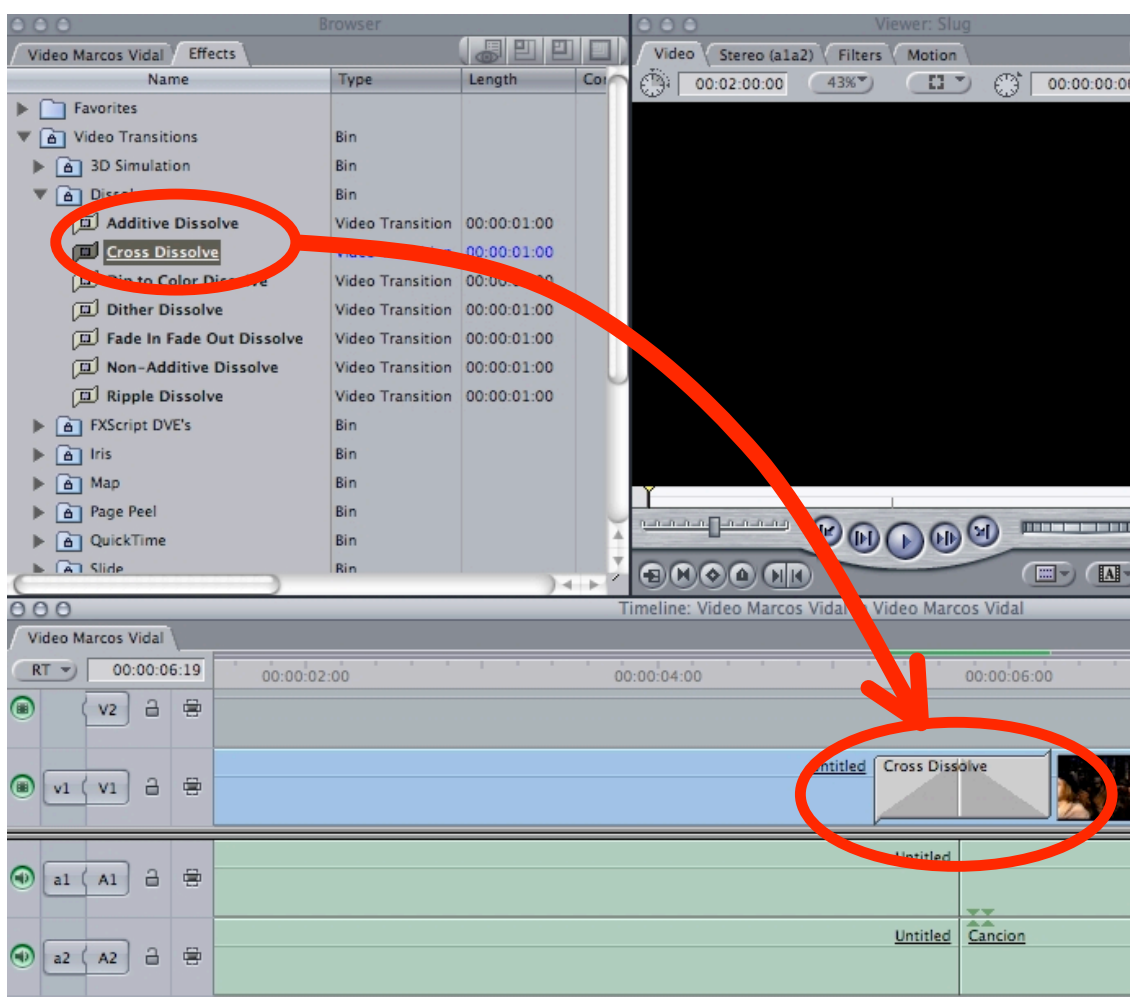 Browser
Video Marcos Vidal Effects
Name Type Length
Favorites
Video Transitions Bin
3D Simulation Bin
Bin
Additive Dissolve Video Transition 00:00:01:00
Cross Dissolve 00:00:01:00
to Color Video Transition
Dither Dissolve Video Transition 00:00:01:00
Fade In Fade Out Dissolve Video Transition 00:00:01:00
Non-Additive Dissolve Video Transition 00:00:01:00
Ripple Dissolve Video Transition 00:00:01:00
FXScript DVE's Bin
Iris Bin
Map Bin
Page Peel Bin
QuickTime Bin
Slide Bin
Viewer: Slug
Video Stereo (a1a2) Filters Motion
00:02:00:00 43%
A
Timeline: Video Marcos Vidal Video Marcos Vidal
Video Marcos Vidal
RT 00:00:06:19 00:00:02:00 00:00:04:00 00:00:06:00
V2
v1 V1 Untitled Cross Dissolve
a1 A1 Untitled
a2 A2 Untitled Cancion